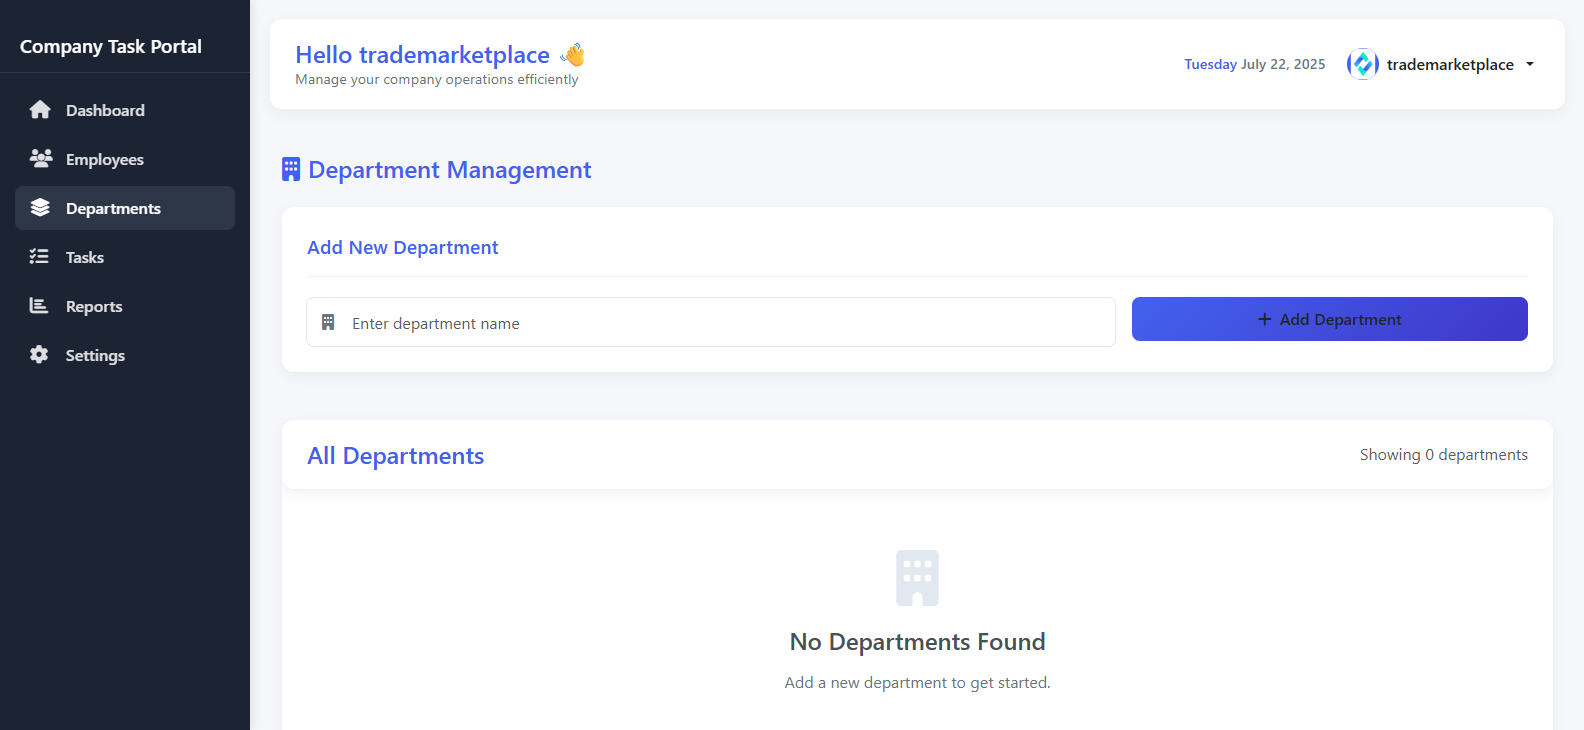 Company Task Portal
Dashboard
Employees
Departments
Tasks
Reports
Settings
Hello trademarketplace 👋
Manage your company operations efficiently
Tuesday July 22, 2025
trademarketplace
Department Management
Add New Department
Enter department name
+ Add Department
All Departments
Showing 0 departments
No Departments Found
Add a new department to get started.